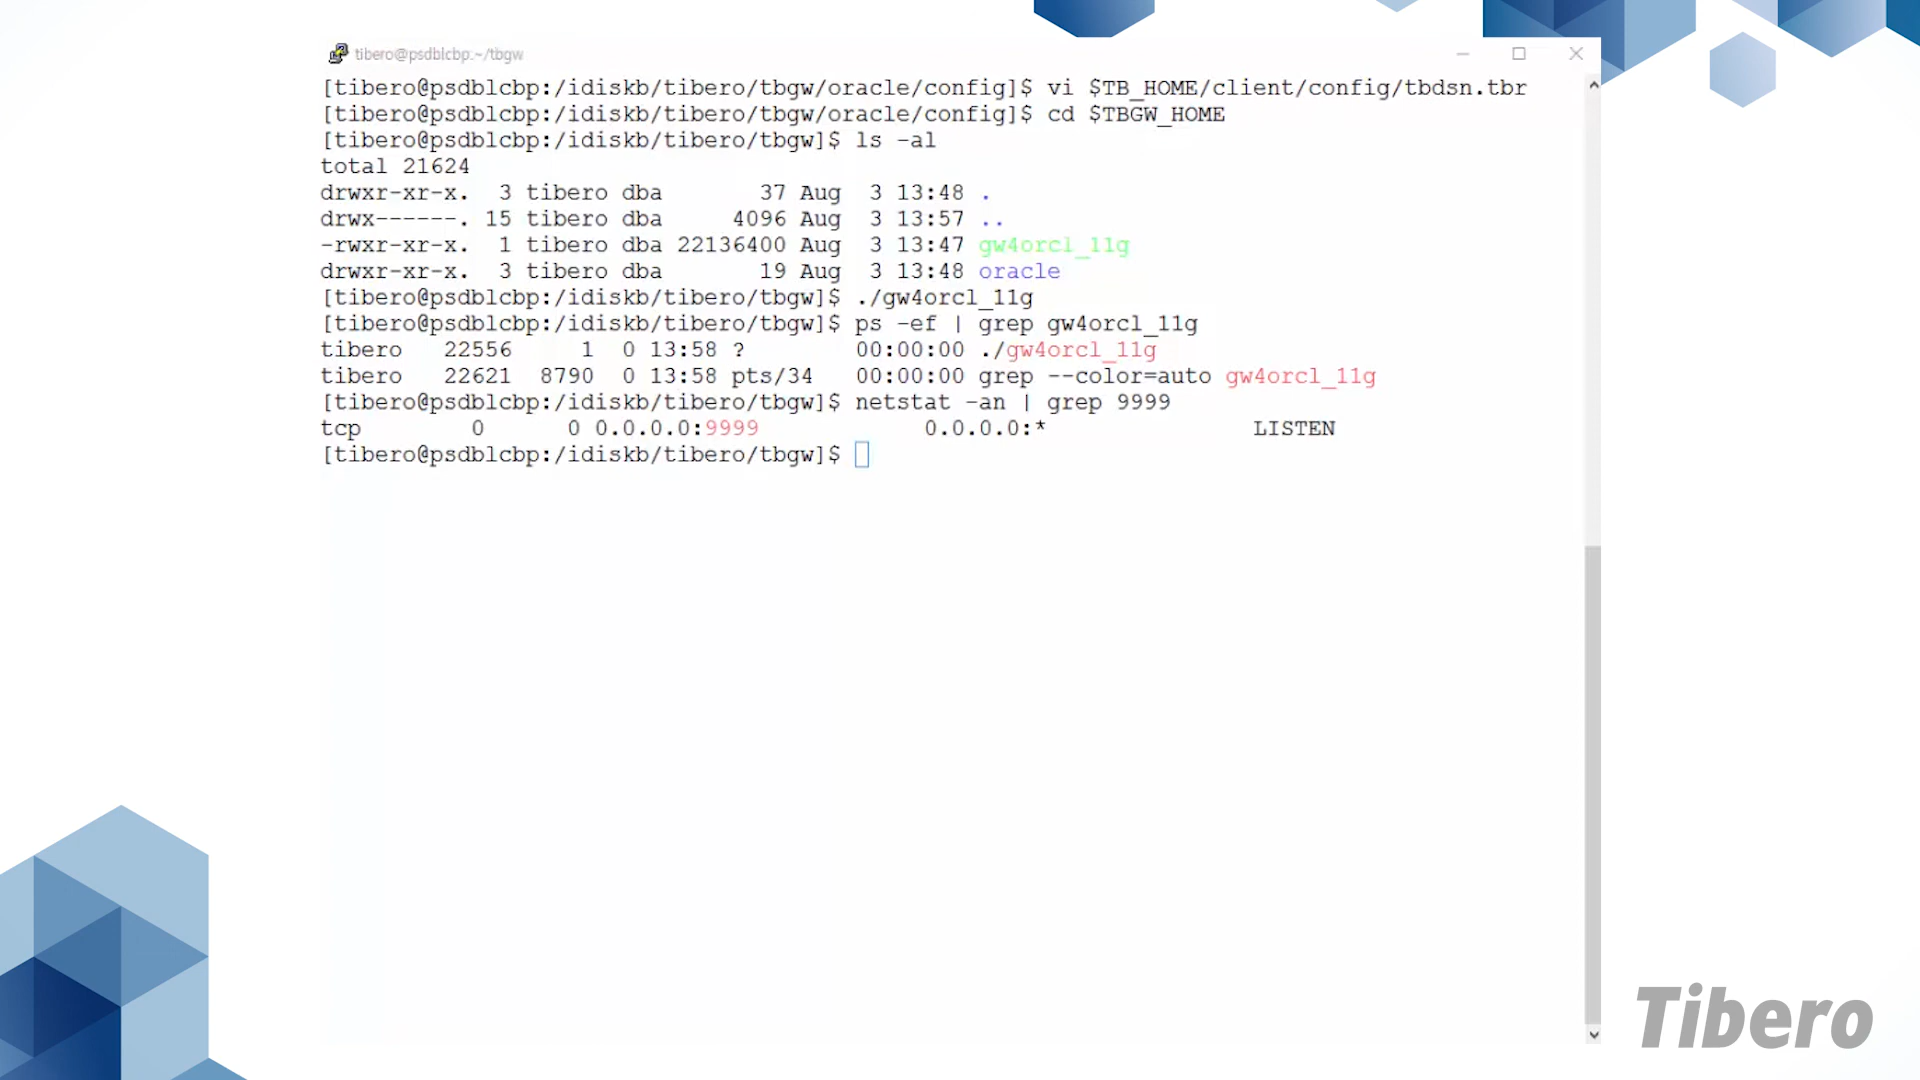 tibero@psdblcbp:~/tbgw
[tibero@psdblcbp:/idiskb/tibero/tbgw/oracle/config]$ vi $TB_HOME/client/config/tbdsn.tbr
[tibero@psdblcbp:/idiskb/tibero/tbgw/oracle/config]$ cd $TBGW_HOME
[tibero@psdblcbp:/idiskb/tibero/tbgw]$ ls -al
total 21624
drwxr-xr-x.  3 tibero dba       37 Aug  3 13:48 .
drwx------. 15 tibero dba     4096 Aug  3 13:57 ..
-rwxr-xr-x.  1 tibero dba 22136400 Aug  3 13:47 gw4orcl_11g
drwxr-xr-x.  3 tibero dba       19 Aug  3 13:48 oracle
[tibero@psdblcbp:/idiskb/tibero/tbgw]$ ./gw4orcl_11g
[tibero@psdblcbp:/idiskb/tibero/tbgw]$ ps -ef | grep gw4orcl_11g
tibero   22556     1  0 13:58 ?        00:00:00 ./gw4orcl_11g
tibero   22621  8790  0 13:58 pts/34   00:00:00 grep --color=auto gw4orcl_11g
[tibero@psdblcbp:/idiskb/tibero/tbgw]$ netstat -an | grep 9999
tcp        0      0 0.0.0.0:9999            0.0.0.0:*               LISTEN
[tibero@psdblcbp:/idiskb/tibero/tbgw]$
Tibero